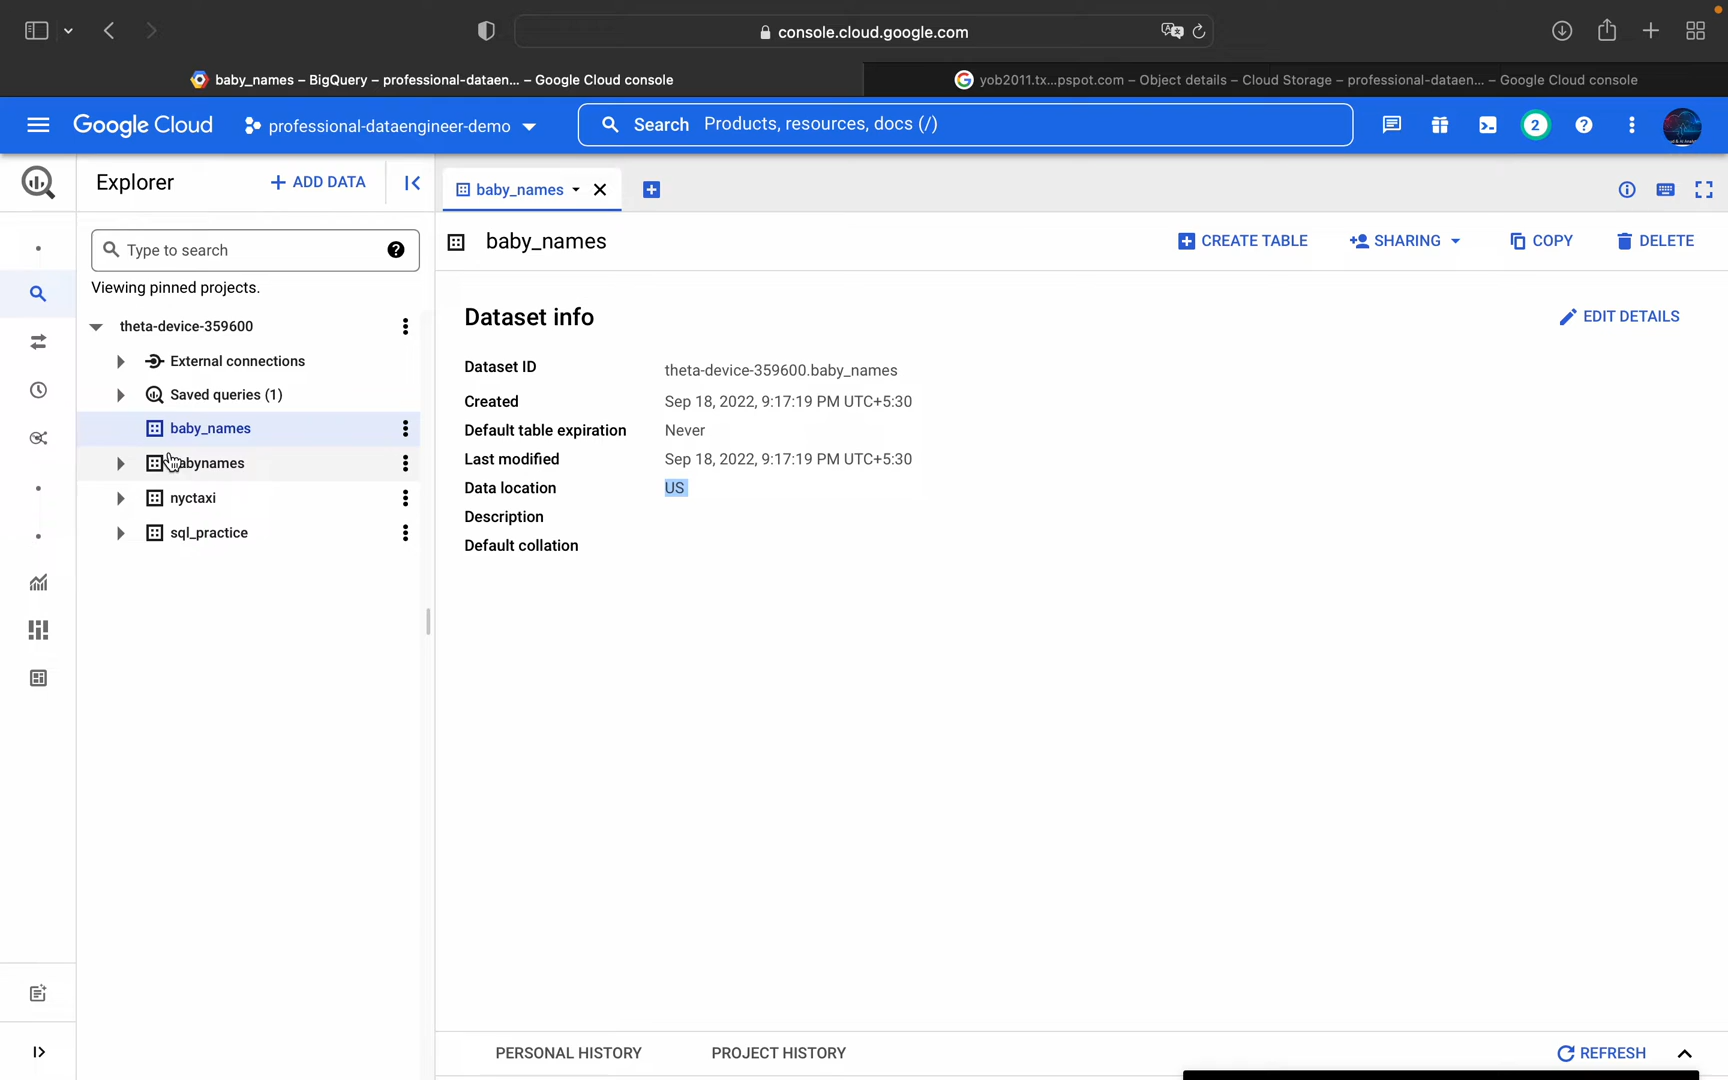 console.cloud.google.com
baby_names – BigQuery – professional-dataen... – Google Cloud console
yob2011.tx...pspot.com – Object details – Cloud Storage – professional-dataen... – Google Cloud console
Google Cloud
professional-dataengineer-demo
Search Products, resources, docs (/)
2
Explorer
+ ADD DATA
baby_names
Type to search
Viewing pinned projects.
theta-device-359600
External connections
Saved queries (1)
baby_names
abynames
nyctaxi
sql_practice
baby_names
CREATE TABLE
SHARING
COPY
DELETE
Dataset info
EDIT DETAILS
Dataset ID theta-device-359600.baby_names
Created Sep 18, 2022, 9:17:19 PM UTC+5:30
Default table expiration Never
Last modified Sep 18, 2022, 9:17:19 PM UTC+5:30
Data location US
Description
Default collation
PERSONAL HISTORY
PROJECT HISTORY
REFRESH